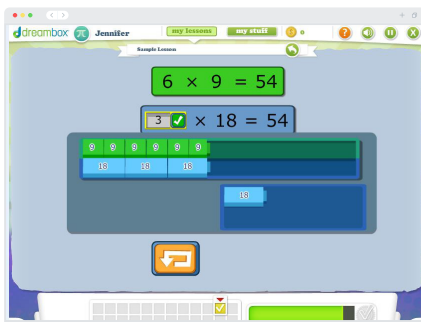 dreambox Jennifer my lessons my stuff 0 ?
Sample Lesson
6 × 9 = 54
3 × 18 = 54
9 9 9 9 9 9
18 18 18
18